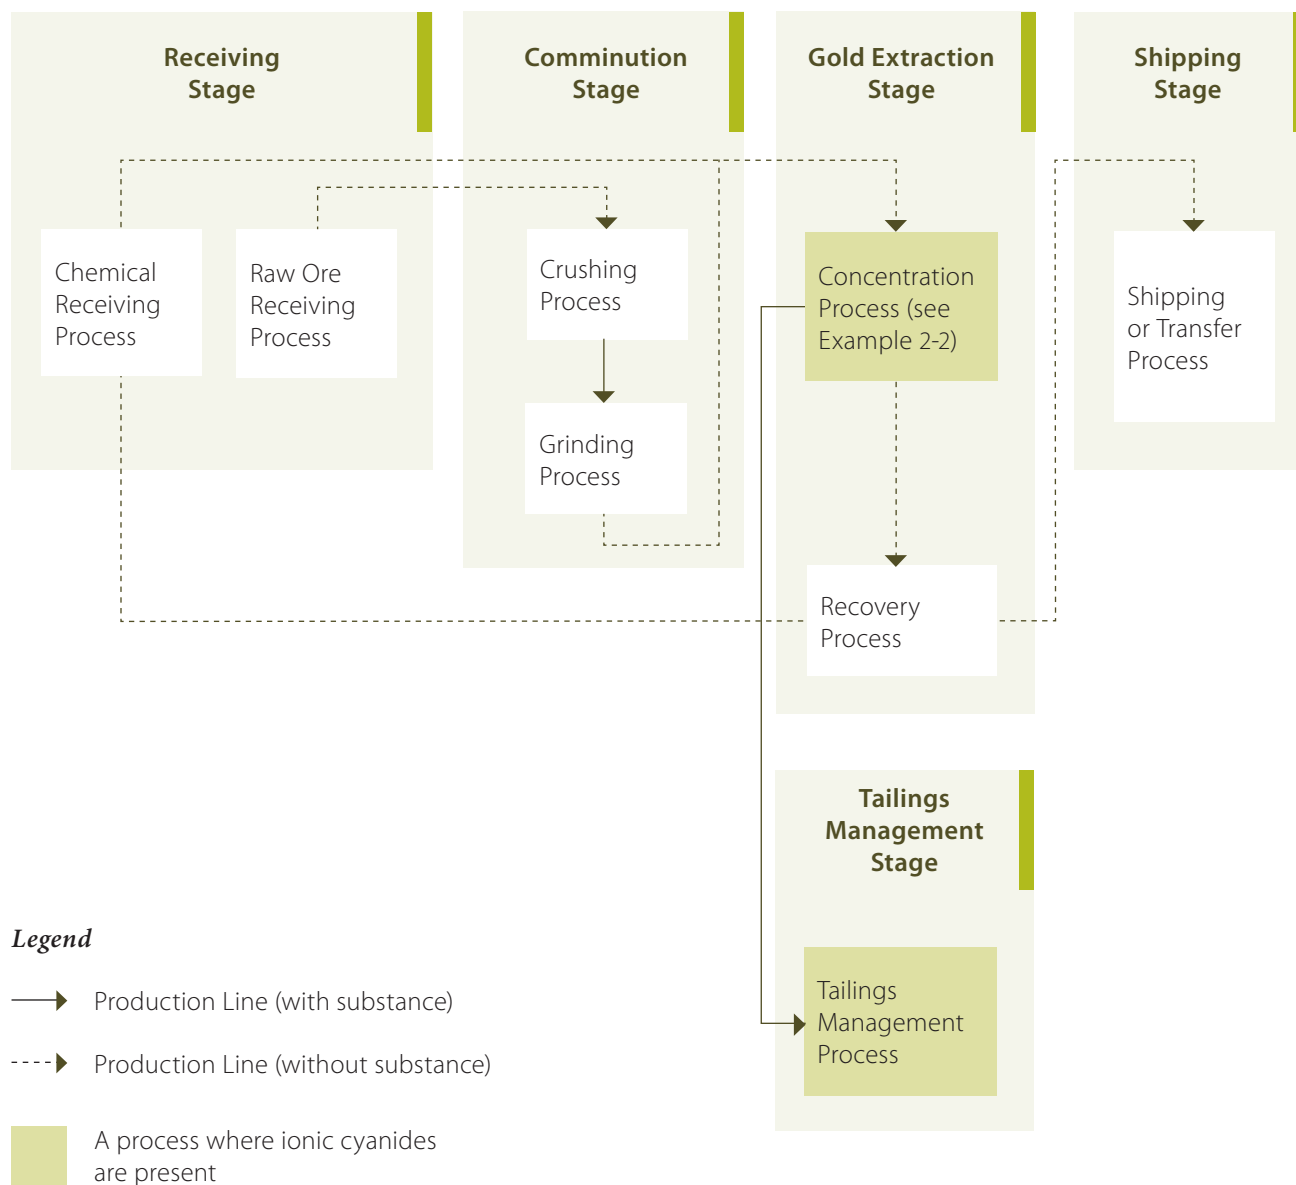 Receiving
Stage
Comminution
Stage
Gold Extraction
Stage
Shipping
Stage
Chemical
Receiving
Process
Raw Ore
Receiving
Process
Crushing
Process
Grinding
Process
Concentration
Process (see
Example 2-2)
Recovery
Process
Shipping
or Transfer
Process
Tailings
Management
Stage
Tailings
Management
Process
Legend
Production Line (with substance)
Production Line (without substance)
A process where ionic cyanides
are present